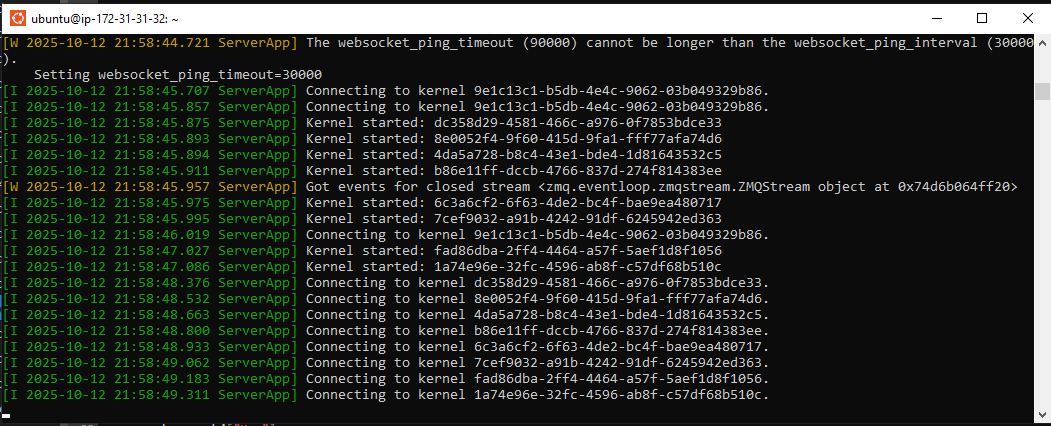 ubuntu@ip-172-31-31-32: ~
[W 2025-10-12 21:58:44.721 ServerApp] The websocket_ping_timeout (90000) cannot be longer than the websocket_ping_interval (30000
).
    Setting websocket_ping_timeout=30000
[I 2025-10-12 21:58:45.707 ServerApp] Connecting to kernel 9e1c13c1-b5db-4e4c-9062-03b049329b86.
[I 2025-10-12 21:58:45.857 ServerApp] Connecting to kernel 9e1c13c1-b5db-4e4c-9062-03b049329b86.
[I 2025-10-12 21:58:45.875 ServerApp] Kernel started: dc358d29-4581-466c-a976-0f7853bdce33
[I 2025-10-12 21:58:45.893 ServerApp] Kernel started: 8e0052f4-9f60-415d-9fa1-fff77afa74d6
[I 2025-10-12 21:58:45.894 ServerApp] Kernel started: 4da5a728-b8c4-43e1-bde4-1d81643532c5
[I 2025-10-12 21:58:45.911 ServerApp] Kernel started: b86e11ff-dccb-4766-837d-274f814383ee
[W 2025-10-12 21:58:45.957 ServerApp] Got events for closed stream <zmq.eventloop.zmqstream.ZMQStream object at 0x74d6b064ff20>
[I 2025-10-12 21:58:45.975 ServerApp] Kernel started: 6c3a6cf2-6f63-4de2-bc4f-bae9ea480717
[I 2025-10-12 21:58:45.995 ServerApp] Kernel started: 7cef9032-a91b-4242-91df-6245942ed363
[I 2025-10-12 21:58:46.019 ServerApp] Connecting to kernel 9e1c13c1-b5db-4e4c-9062-03b049329b86.
[I 2025-10-12 21:58:47.027 ServerApp] Kernel started: fad86dba-2ff4-4464-a57f-5aef1d8f1056
[I 2025-10-12 21:58:47.086 ServerApp] Kernel started: 1a74e96e-32fc-4596-ab8f-c57df68b510c
[I 2025-10-12 21:58:48.376 ServerApp] Connecting to kernel dc358d29-4581-466c-a976-0f7853bdce33.
[I 2025-10-12 21:58:48.532 ServerApp] Connecting to kernel 8e0052f4-9f60-415d-9fa1-fff77afa74d6.
[I 2025-10-12 21:58:48.663 ServerApp] Connecting to kernel 4da5a728-b8c4-43e1-bde4-1d81643532c5.
[I 2025-10-12 21:58:48.800 ServerApp] Connecting to kernel b86e11ff-dccb-4766-837d-274f814383ee.
[I 2025-10-12 21:58:48.933 ServerApp] Connecting to kernel 6c3a6cf2-6f63-4de2-bc4f-bae9ea480717.
[I 2025-10-12 21:58:49.062 ServerApp] Connecting to kernel 7cef9032-a91b-4242-91df-6245942ed363.
[I 2025-10-12 21:58:49.183 ServerApp] Connecting to kernel fad86dba-2ff4-4464-a57f-5aef1d8f1056.
[I 2025-10-12 21:58:49.311 ServerApp] Connecting to kernel 1a74e96e-32fc-4596-ab8f-c57df68b510c.